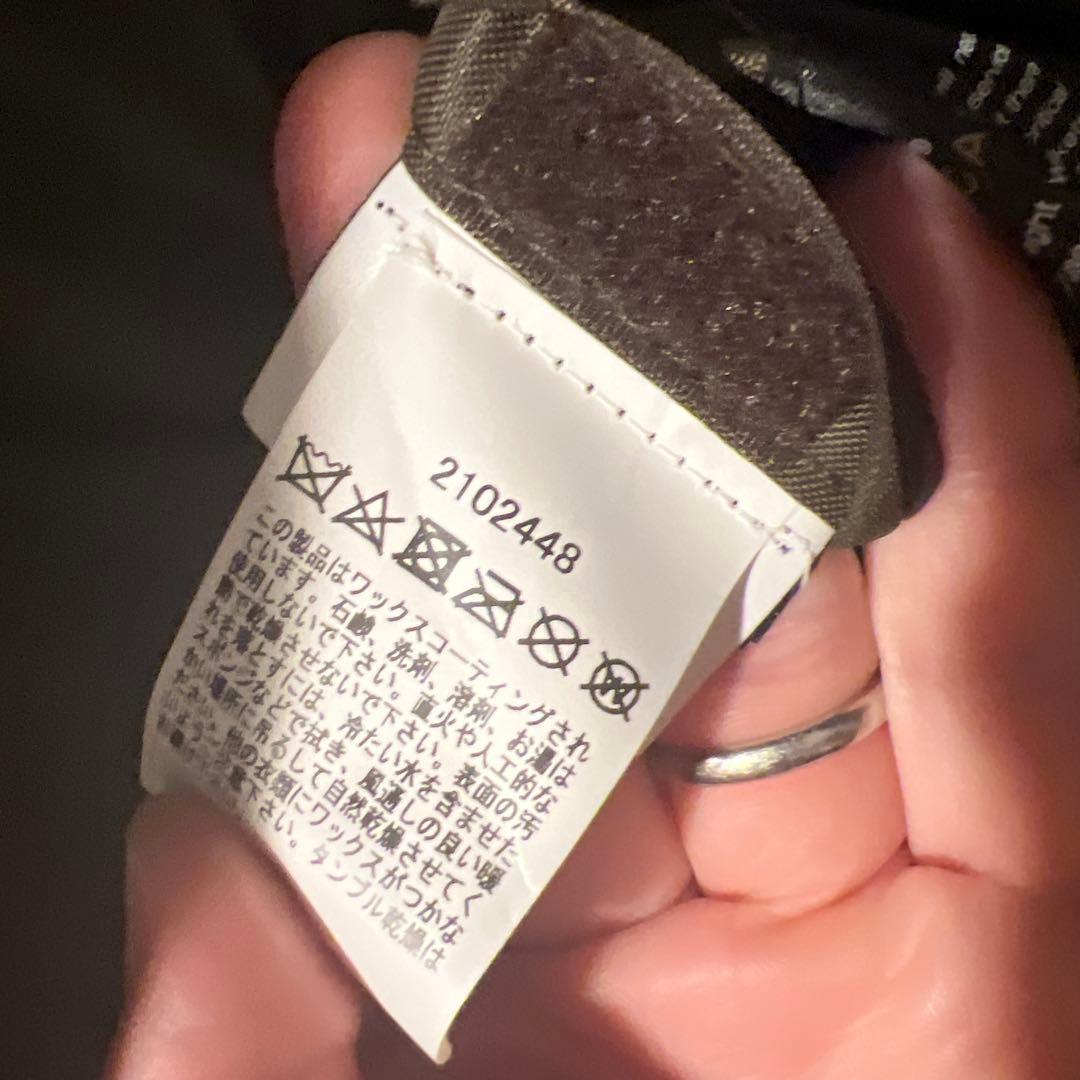 2102448
この製品はワックスコーティングされ
ています。石鹸、洗剤、溶剤、お湯は
使用しないで下さい。直火や人工的な
熱で乾燥させないで下さい。表面の汚
れを落とすには、冷たい水を含ませた
スポンジなどで拭き、風通しの良い暖
かい場所に吊るして自然乾燥させてく
ださい。他の衣類にワックスがつかな
下さい。タンブル乾燥は